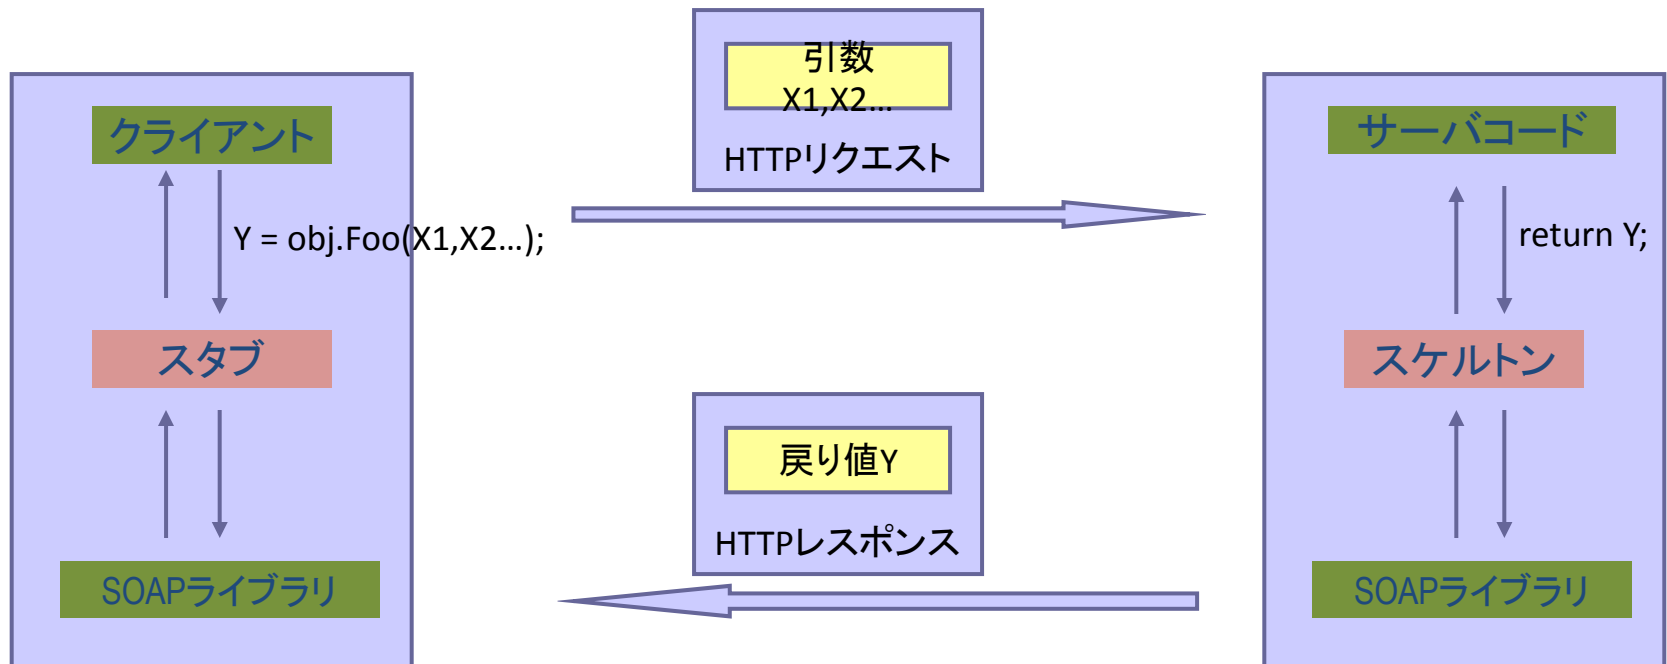 引数
X1,X2...
HTTPリクエスト
クライアント
Y = obj.Foo(X1,X2...);
スタブ
SOAPライブラリ
戻り値Y
HTTPレスポンス
サーバコード
return Y;
スケルトン
SOAPライブラリ